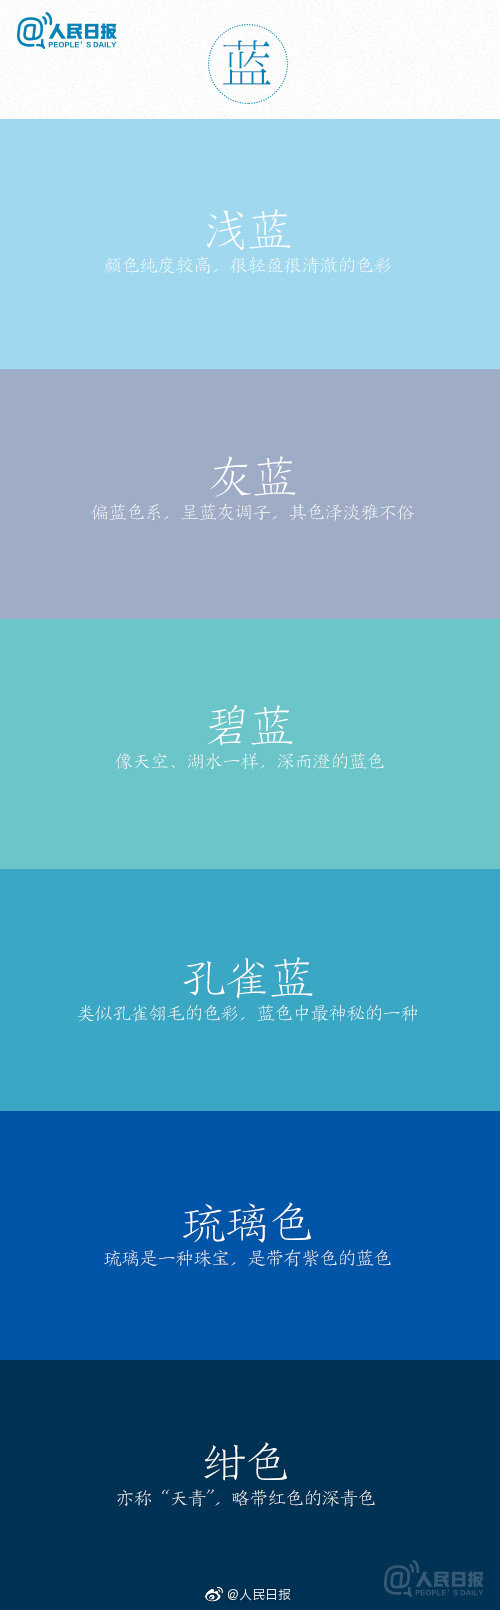 @人民日报
PEOPLE'S DAILY
蓝
浅蓝
颜色纯度较高，很轻盈很清澈的色彩
灰蓝
偏蓝色系，呈蓝灰调子，其色泽淡雅不俗
碧蓝
像天空、湖水一样，深而澄的蓝色
孔雀蓝
类似孔雀翎毛的色彩，蓝色中最神秘的一种
琉璃色
琉璃是一种珠宝，是带有紫色的蓝色
绀色
亦称“天青”，略带红色的深青色
@人民日报
PEOPLE'S DAILY
@人民日报